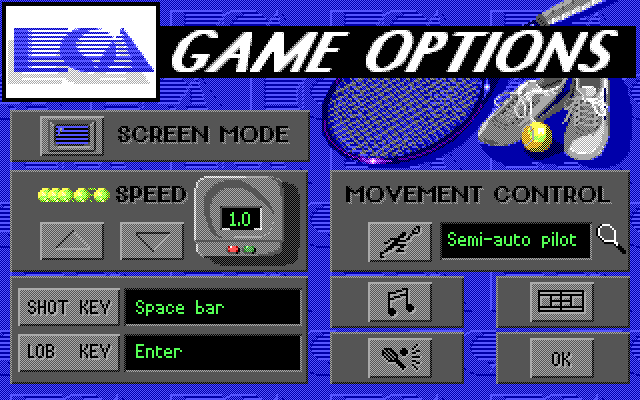 LCA
GAME OPTIONS
SCREEN MODE
SPEED
1.0
MOVEMENT CONTROL
Semi-auto pilot
SHOT KEY
Space bar
LOB KEY
Enter
OK